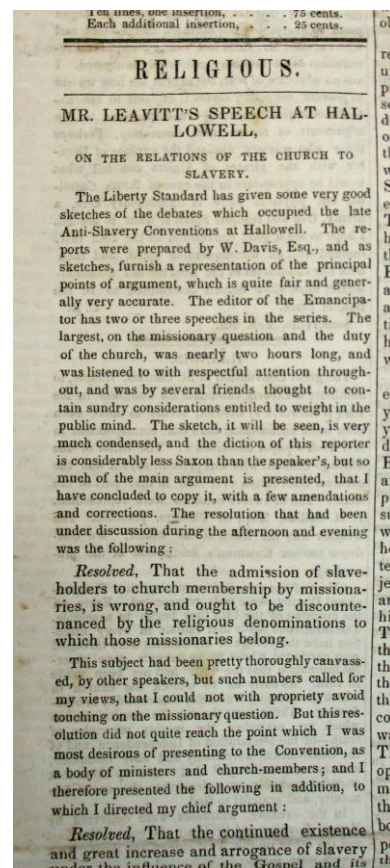 Ten lines, one insertion, . . . . 75 cents.
Each additional insertion, . . . 25 cents.
RELIGIOUS.
MR. LEAVITT'S SPEECH AT HAL-
LOWELL,
ON THE RELATIONS OF THE CHURCH TO
SLAVERY.
The Liberty Standard has given some very good
sketches of the debates which occupied the late
Anti-Slavery Conventions at Hallowell. The re-
ports were prepared by W. Davis, Esq., and as
sketches, furnish a representation of the principal
points of argument, which is quite fair and gener-
ally very accurate. The editor of the Emancipa-
tor has two or three speeches in the series. The
largest, on the missionary question and the duty
of the church, was nearly two hours long, and
was listened to with respectful attention through-
out, and was by several friends thought to con-
tain sundry considerations entitled to weight in the
public mind. The sketch, it will be seen, is very
much condensed, and the diction of this reporter
is considerably less Saxon than the speaker's, but so
much of the main argument is presented, that I
have concluded to copy it, with a few amendations
and corrections. The resolution that had been
under discussion during the afternoon and evening
was the following :
Resolved, That the admission of slave-
holders to church membership by missiona-
ries, is wrong, and ought to be discounte-
nanced by the religious denominations to
which those missionaries belong.
This subject had been pretty thoroughly canvass-
ed, by other speakers, but such numbers called for
my views, that I could not with propriety avoid
touching on the missionary question. But this res-
olution did not quite reach the point which I was
most desirous of presenting to the Convention, as
a body of ministers and church-members; and I
therefore presented the following in addition, to
which I directed my chief argument :
Resolved, That the continued existence
and great increase and arrogance of slavery
under the influence of the Gospel and its